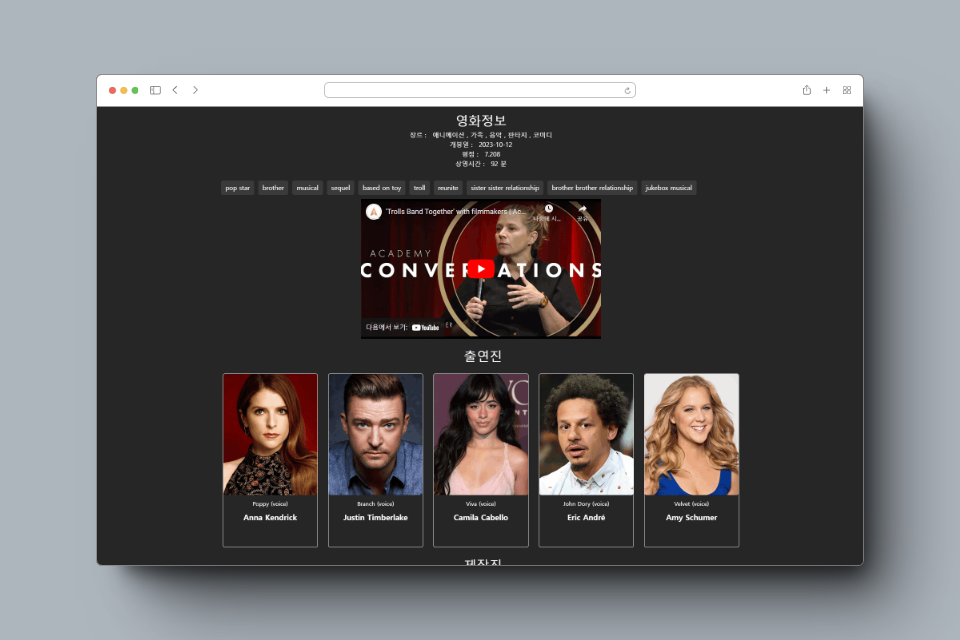 영화정보
장르 : 애니메이션 , 가족 , 음악 , 판타지 , 코미디
개봉일 : 2023-10-12
평점 : 7.208
상영시간 : 92 분
pop star brother musical sequel based on toy troll reunite sister sister relationship brother brother relationship jukebox musical
'Trolls Band Together' with filmmakers | Ac...
나중에 시... 공유
ACADEMY
CONVERSATIONS
다음에서 보기: YouTube
출연진
Poppy (voice) Branch (voice) Viva (voice) John Dory (voice) Velvet (voice)
Anna Kendrick Justin Timberlake Camila Cabello Eric André Amy Schumer
제작진